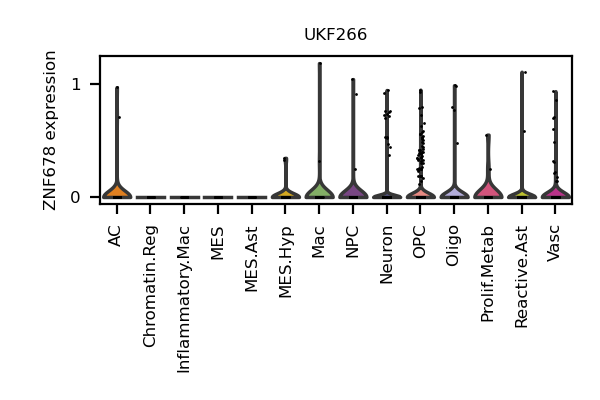 UKF266
ZNF678 expression
1
0
AC
Chromatin.Reg
Inflammatory.Mac
MES
MES.Ast
MES.Hyp
Mac
NPC
Neuron
OPC
Oligo
Prolif.Metab
Reactive.Ast
Vasc